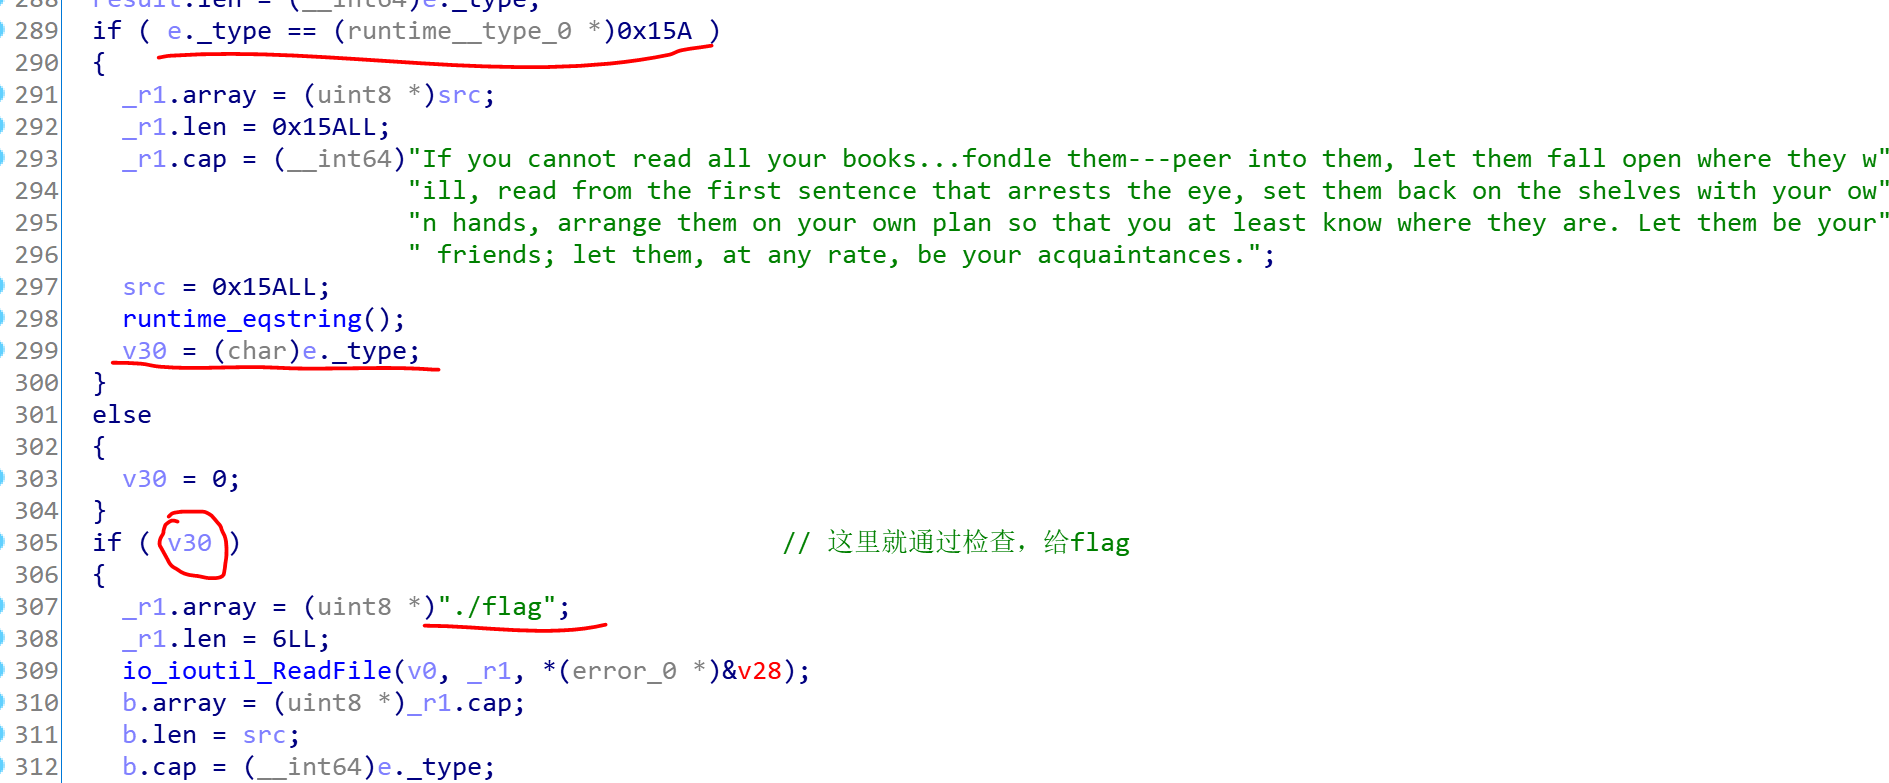 288 result.len = (__int64)e._type;
289 if ( e._type == (runtime__type_0 *)0x15A )
290 {
291 _r1.array = (uint8 *)src;
292 _r1.len = 0x15ALL;
293 _r1.cap = (__int64)"If you cannot read all your books...fondle them---peer into them, let them fall open where they w"
294 "ill, read from the first sentence that arrests the eye, set them back on the shelves with your ow"
295 "n hands, arrange them on your own plan so that you at least know where they are. Let them be your"
296 " friends; let them, at any rate, be your acquaintances.";
297 src = 0x15ALL;
298 runtime_eqstring();
299 v30 = (char)e._type;
300 }
301 else
302 {
303 v30 = 0;
304 }
305 if ( v30 ) // 这里就通过检查，给flag
306 {
307 _r1.array = (uint8 *)"./flag";
308 _r1.len = 6LL;
309 io_ioutil_ReadFile(v0, _r1, *(error_0 *)&v28);
310 b.array = (uint8 *)_r1.cap;
311 b.len = src;
312 b.cap = (__int64)e._type;